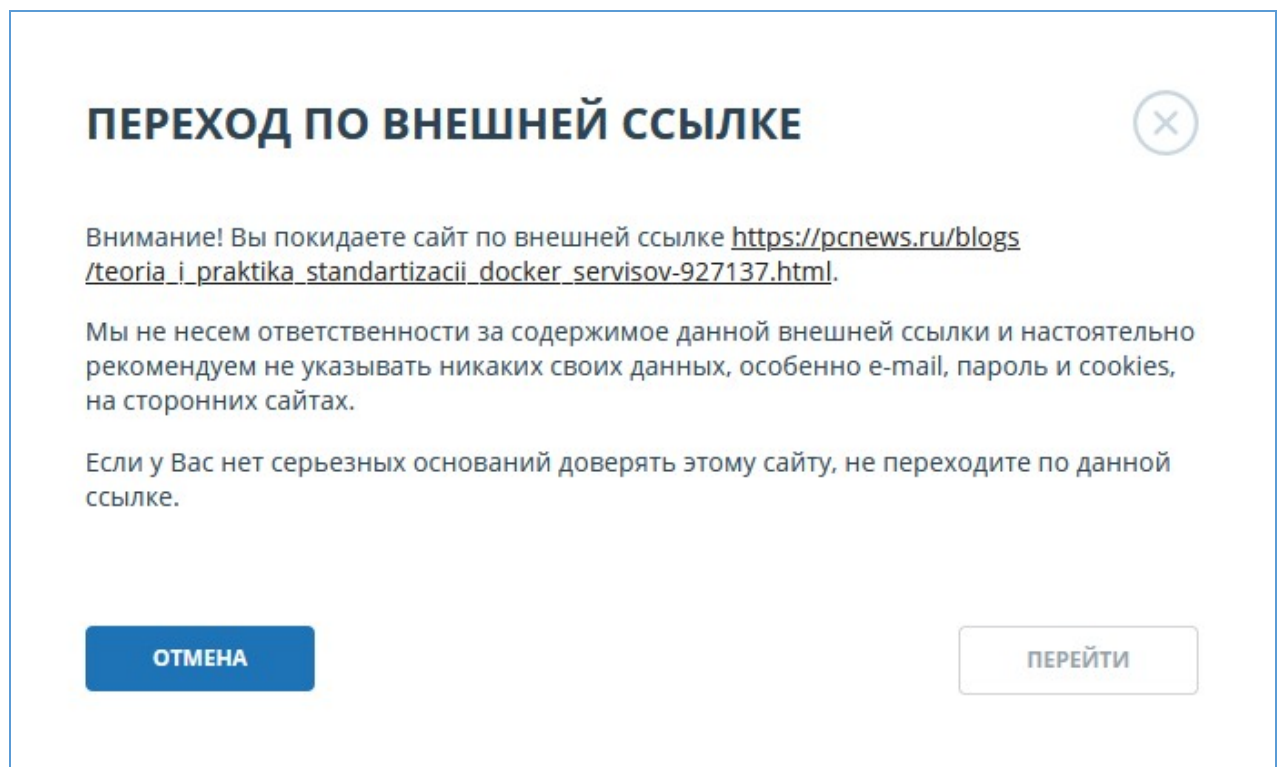 ПЕРЕХОД ПО ВНЕШНЕЙ ССЫЛКЕ
Внимание! Вы покидаете сайт по внешней ссылке https://pcnews.ru/blogs
/teoria_i_praktika_standartizacii_docker_servisov-927137.html.
Мы не несем ответственности за содержимое данной внешней ссылки и настоятельно
рекомендуем не указывать никаких своих данных, особенно e-mail, пароль и cookies,
на сторонних сайтах.
Если у Вас нет серьезных оснований доверять этому сайту, не переходите по данной
ссылке.
ОТМЕНА
ПЕРЕЙТИ